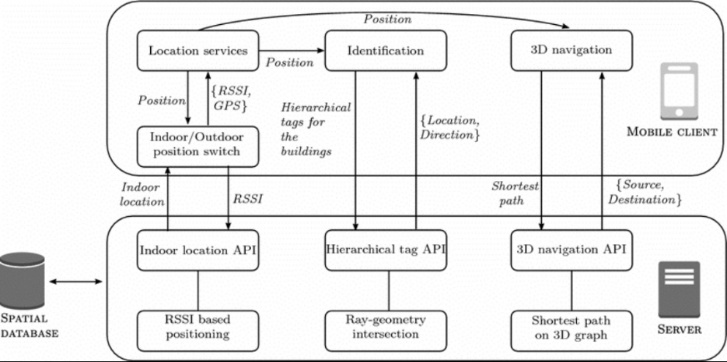 Position
Location services
Identification
3D navigation
Position
Position
{RSSI,
GPS}
Hierarchical
tags for
the
buildings
{Location,
Direction}
MOBILE CLIENT
Indoor/Outdoor
position switch
Indoor
location
RSSI
Shortest
path
{Source,
Destination}
Indoor location API
Hierarchical tag API
3D navigation API
SPATIAL
DATABASE
RSSI based
positioning
Ray-geometry
intersection
Shortest path
on 3D graph
SERVER